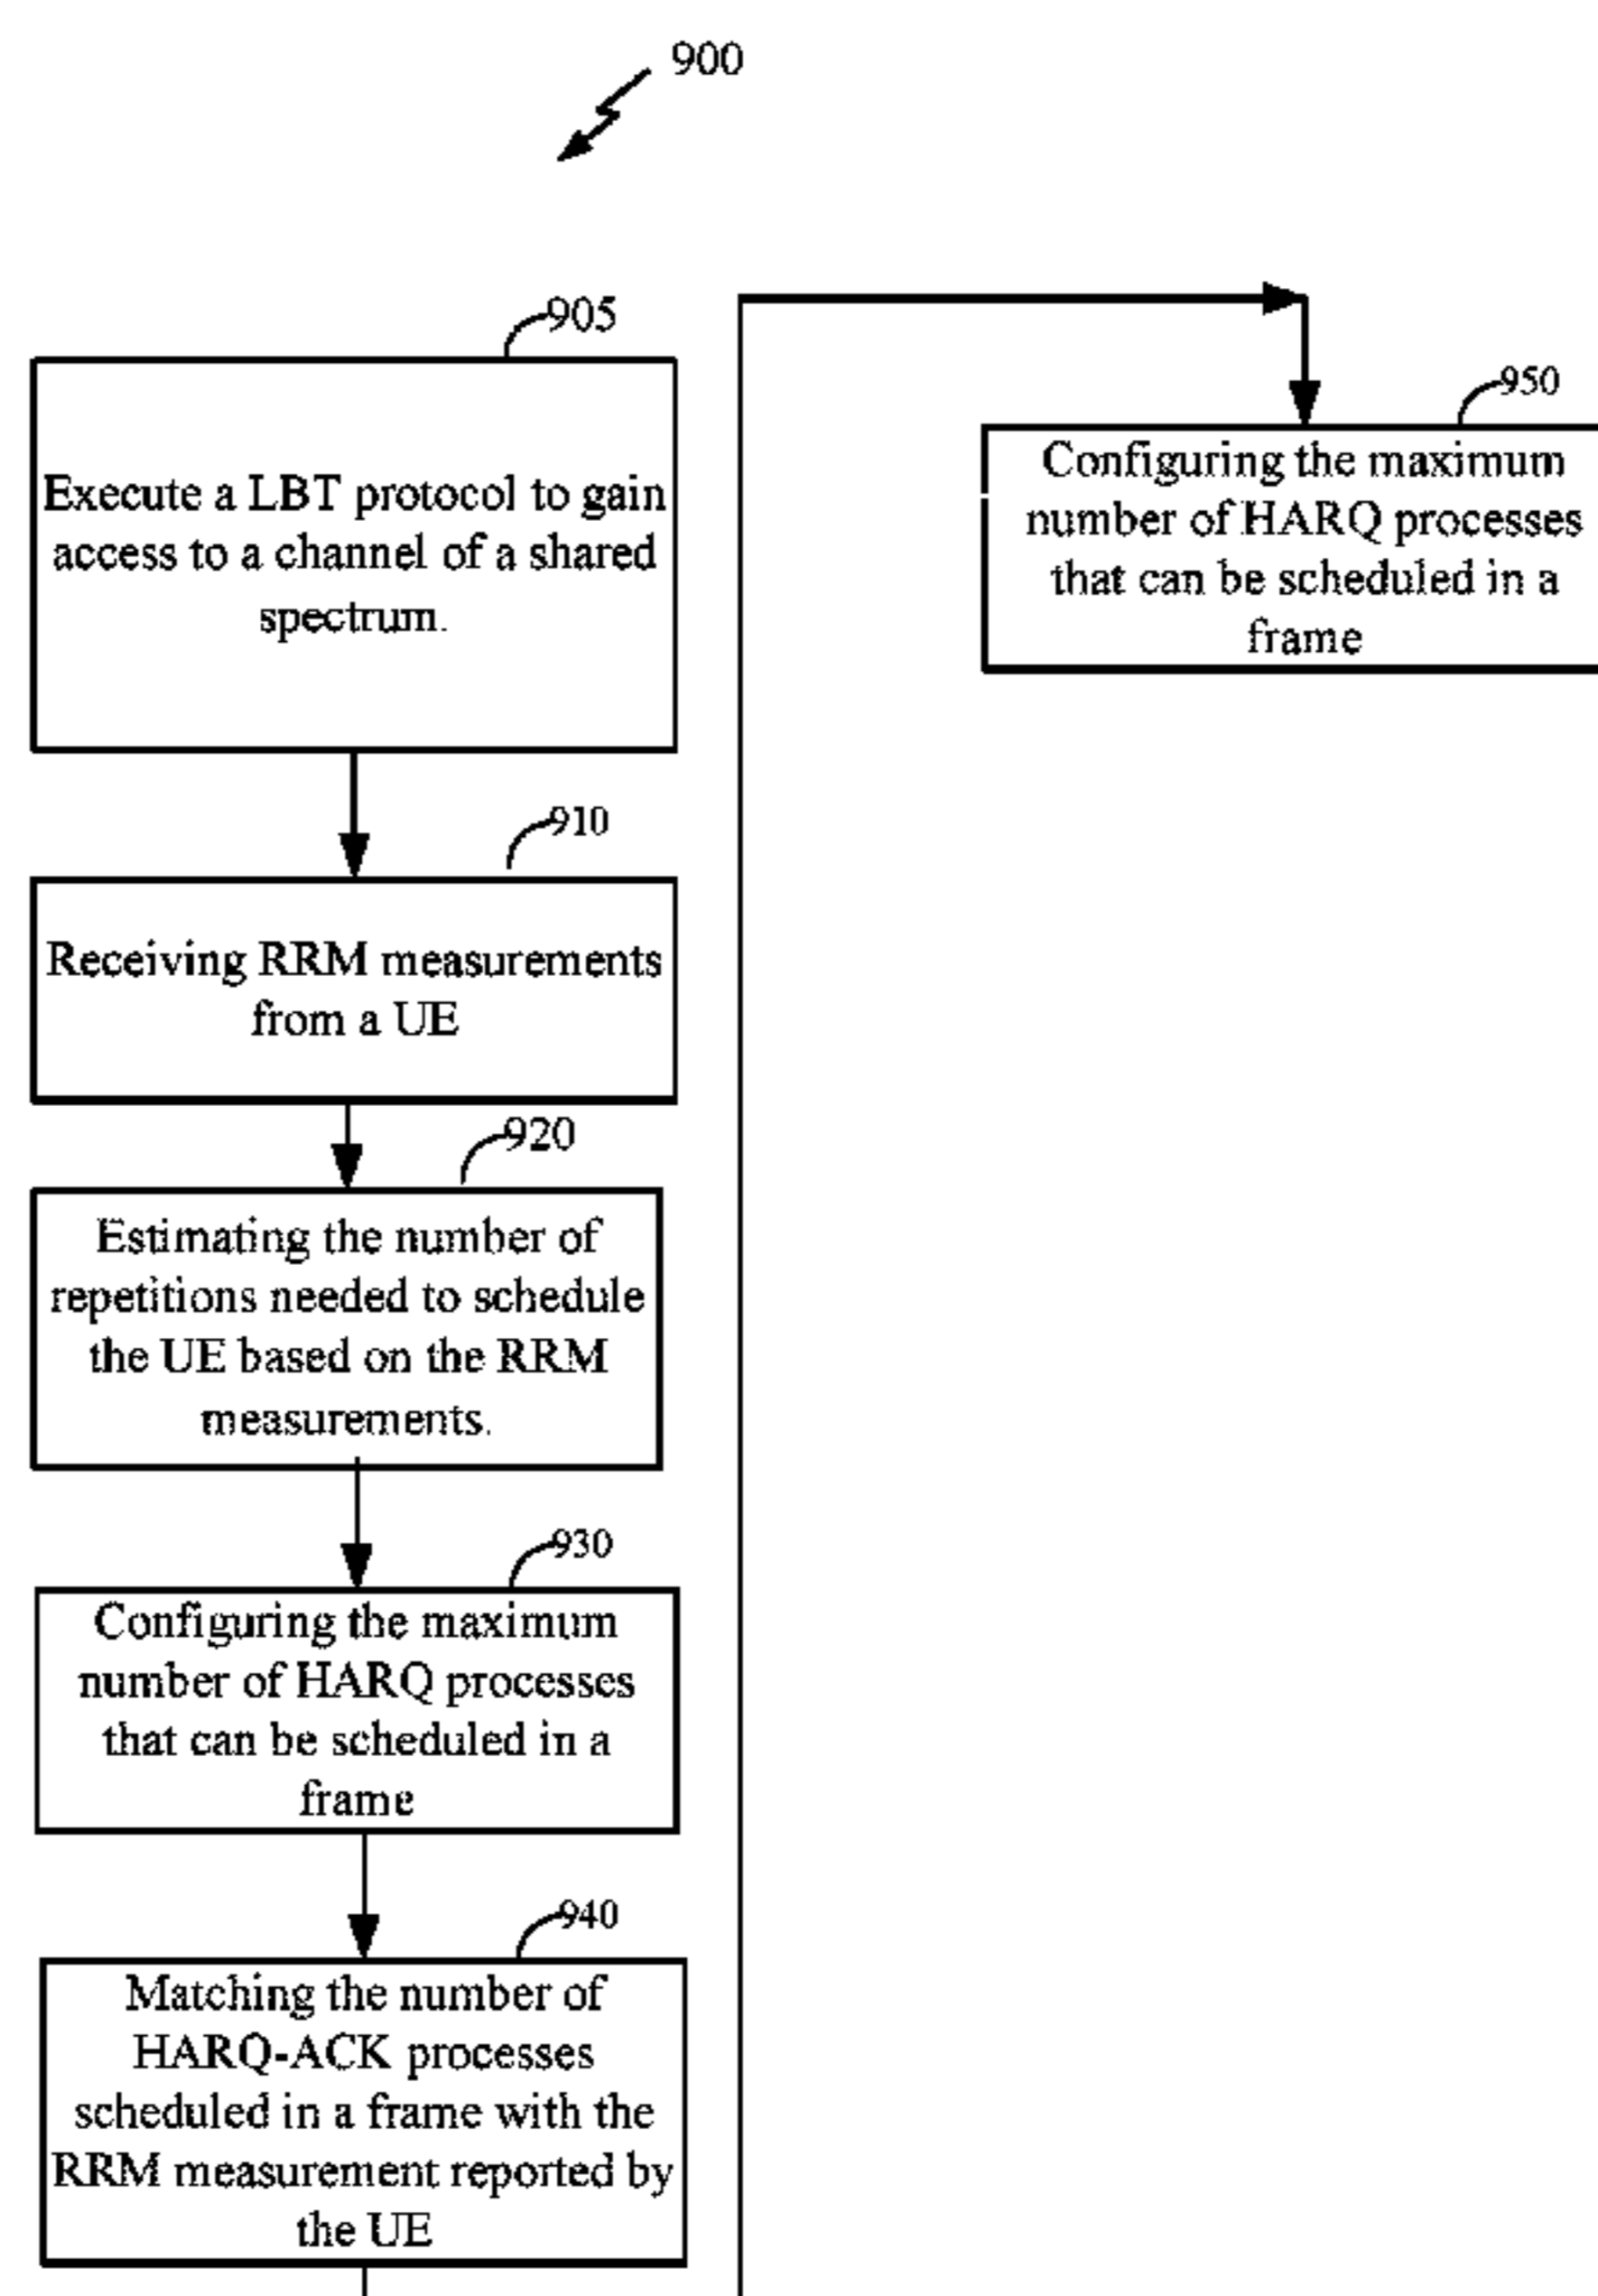 900
905
Execute a LBT protocol to gain
access to a channel of a shared
spectrum.
910
Receiving RRM measurements
from a UE
920
Estimating the number of
repetitions needed to schedule
the UE based on the RRM
measurements.
930
Configuring the maximum
number of HARQ processes
that can be scheduled in a
frame
940
Matching the number of
HARQ-ACK processes
scheduled in a frame with the
RRM measurement reported by
the UE
950
Configuring the maximum
number of HARQ processes
that can be scheduled in a
frame